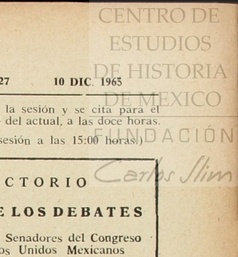 CENTRO DE
ESTUDIOS
DE HISTORIA
DE MEXICO
FUNDACIÓN
Carlos Slim
27 10 DIC. 1965
la sesión y se cita para el
del actual, a las doce horas.
sesión a las 15:00 horas.)
CTORIO
E LOS DEBATES
Senadores del Congreso
os Unidos Mexicanos